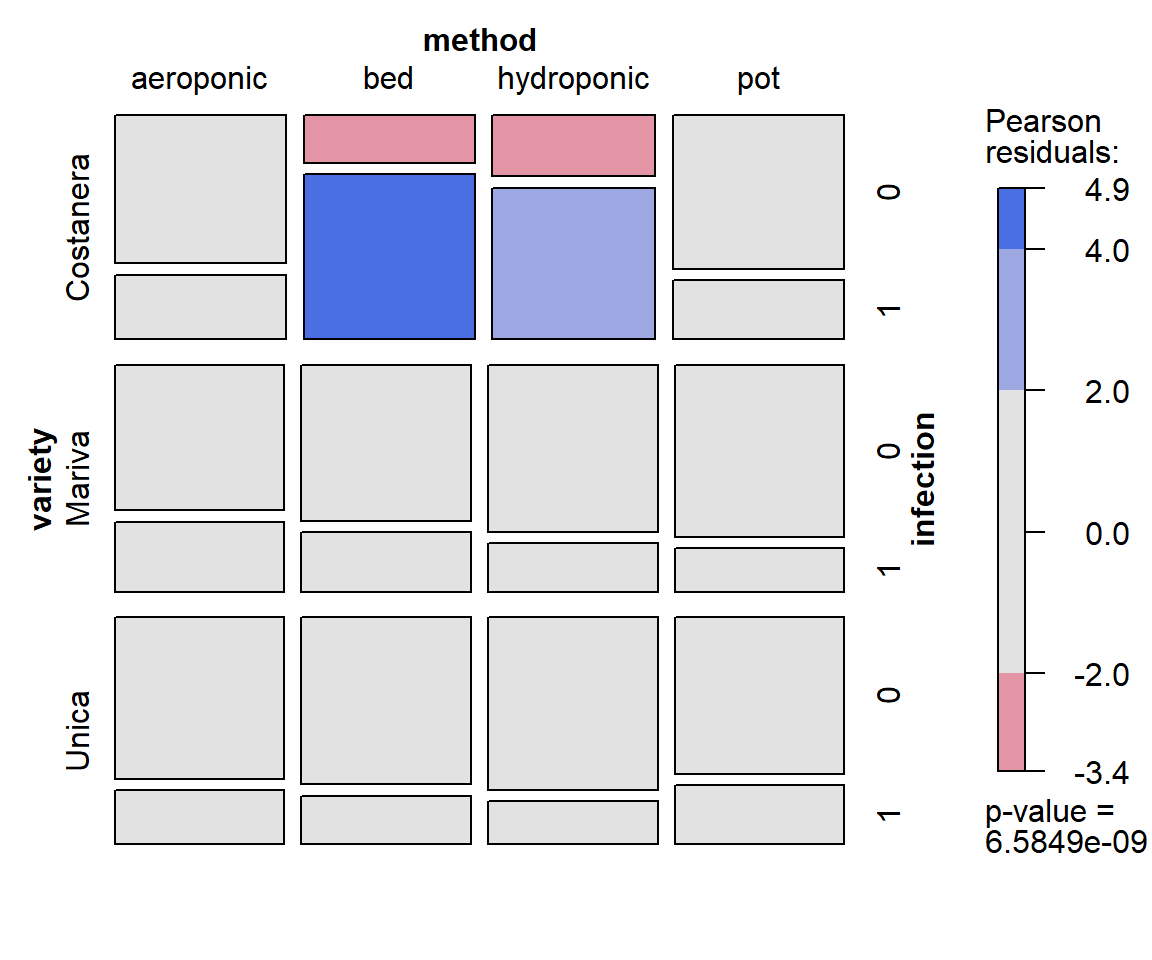 method
aeroponic bed hydroponic pot
variety
Costanera
Mariva
Unica
0
1
0
1
0
1
infection
Pearson
residuals:
4.9
4.0
2.0
0.0
-2.0
-3.4
p-value =
6.5849e-09